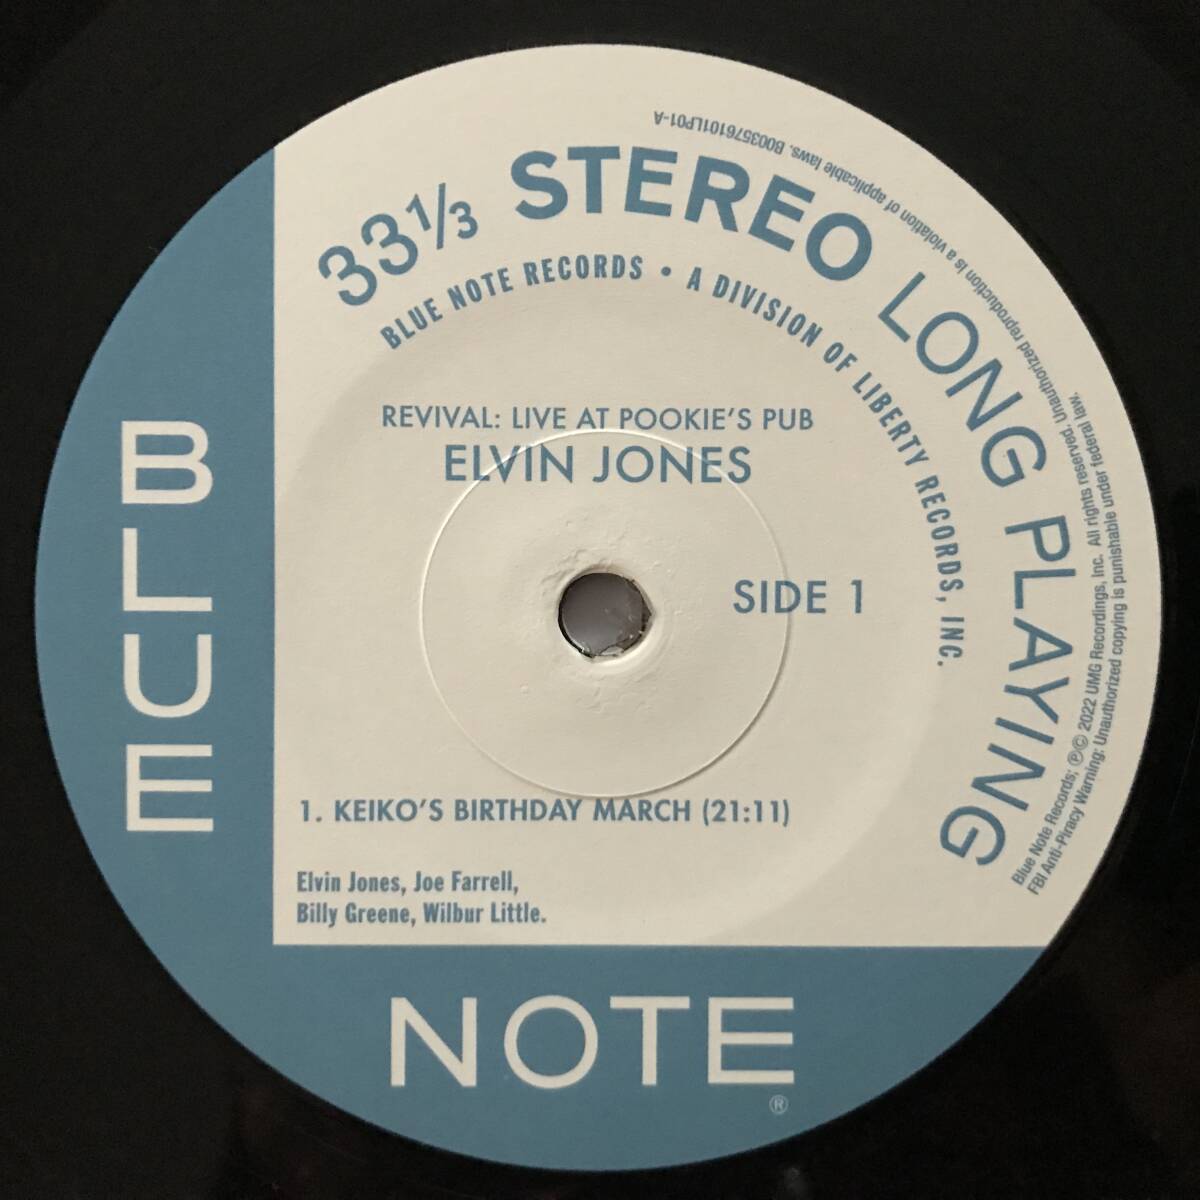 33⅓ STEREO LONG PLAYING
BLUE NOTE RECORDS • A DIVISION OF LIBERTY RECORDS, INC.
REVIVAL: LIVE AT POOKIE'S PUB
ELVIN JONES
SIDE 1
1. KEIKO'S BIRTHDAY MARCH (21:11)
Elvin Jones, Joe Farrell,
Billy Greene, Wilbur Little.
BLUE
NOTE
®
Blue Note Records; ℗© 2022 UMG Recordings, Inc. All rights reserved. Unauthorized reproduction is a violation of applicable laws. B003576101LP01-A
FBI Anti-Piracy Warning: Unauthorized copying is punishable under federal law.